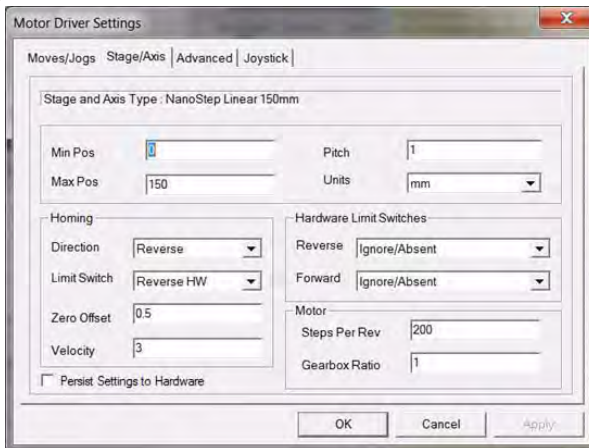 Motor Driver Settings
Moves/Jogs Stage/Axis Advanced Joystick
Stage and Axis Type : NanoStep Linear 150mm
Min Pos 0 Pitch 1
Max Pos 150 Units mm
Homing Hardware Limit Switches
Direction Reverse Reverse Ignore/Absent
Limit Switch Reverse HW Forward Ignore/Absent
Zero Offset 0.5 Motor
Steps Per Rev 200
Velocity 3
Gearbox Ratio 1
Persist Settings to Hardware
OK Cancel Apply